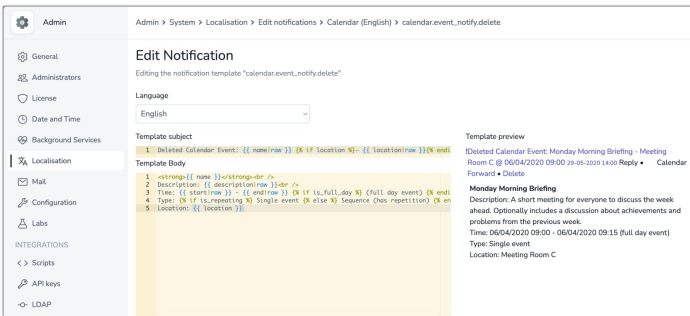 Admin
Admin > System > Localisation > Edit notifications > Calendar (English) > calendar.event_notify.delete
General
Administrators
License
Date and Time
Background Services
Localisation
Mail
Configuration
Labs
INTEGRATIONS
Scripts
API keys
LDAP
Edit Notification
Editing the notification template "calendar.event_notify.delete"
Language
English
Template subject
1 Deleted Calendar Event: {{ name|raw }} {% if location %}- {{ location|raw }}{% endi
Template Body
1 <strong>{{ name }}</strong><br />
2 Description: {{ description|raw }}<br />
3 Time: {{ start|raw }} - {{ end|raw }} {% if is_full_day %} (full day event) {% endi
4 Type: {% if is_repeating %} Single event {% else %} Sequence (has repetition) {% en
5 Location: {{ location }}
Template preview
!Deleted Calendar Event: Monday Morning Briefing - Meeting
Room C @ 06/04/2020 09:00 29-05-2020 14:00 Reply • Calendar
Forward • Delete
Monday Morning Briefing
Description: A short meeting for everyone to discuss the week
ahead. Optionally includes a discussion about achievements and
problems from the previous week.
Time: 06/04/2020 09:00 - 06/04/2020 09:15 (full day event)
Type: Single event
Location: Meeting Room C